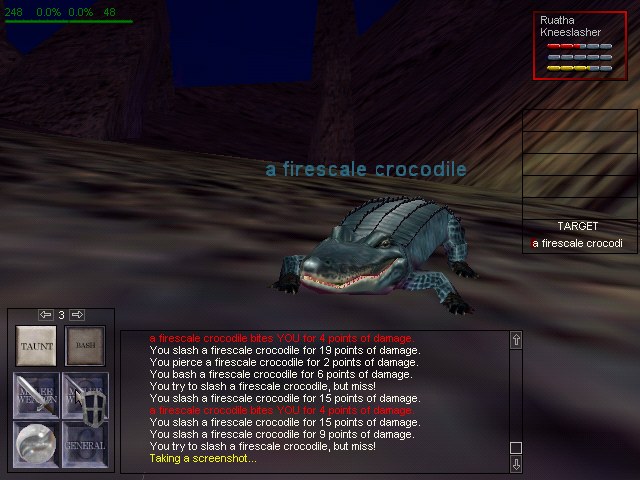 248 0.0% 0.0% 48
Ruatha
Kneeslasher
a firescale crocodile
TARGET
a firescale crocodi
3
TAUNT
BASH
GENERAL
a firescale crocodile bites YOU for 4 points of damage.
You slash a firescale crocodile for 19 points of damage.
You pierce a firescale crocodile for 2 points of damage.
You bash a firescale crocodile for 6 points of damage.
You try to slash a firescale crocodile, but miss!
You slash a firescale crocodile for 15 points of damage.
a firescale crocodile bites YOU for 4 points of damage.
You slash a firescale crocodile for 15 points of damage.
You slash a firescale crocodile for 9 points of damage.
You try to slash a firescale crocodile, but miss!
Taking a screenshot...